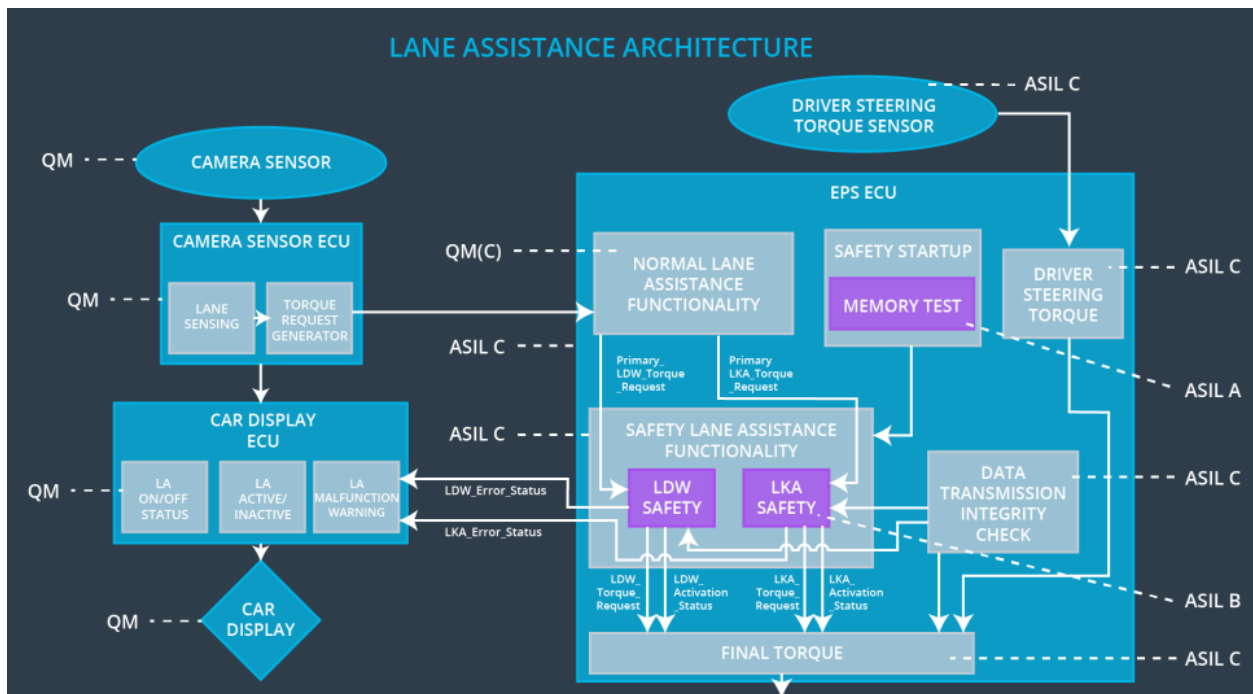 LANE ASSISTANCE ARCHITECTURE
ASIL C
DRIVER STEERING
TORQUE SENSOR
QM
CAMERA SENSOR
EPS ECU
CAMERA SENSOR ECU
QM
LANE
SENSING
TORQUE
REQUEST
GENERATOR
QM(C)
NORMAL LANE
ASSISTANCE
FUNCTIONALITY
SAFETY STARTUP
MEMORY TEST
DRIVER
STEERING
TORQUE
ASIL C
ASIL C
ASIL A
Primary_
LDW_Torque
_Request
Primary
LKA_Torque
_Request
CAR DISPLAY
ECU
QM
LA
ON/OFF
STATUS
LA
ACTIVE/
INACTIVE
LA
MALFUNCTION
WARNING
ASIL C
SAFETY LANE ASSISTANCE
FUNCTIONALITY
LDW
SAFETY
LKA
SAFETY
DATA
TRANSMISSION
INTEGRITY
CHECK
ASIL C
LDW_Error_Status
LKA_Error_Status
LDW_
Torque_
Request
LDW_
Activation
_Status
LKA_
Torque_
Request
LKA_
Activation
_Status
ASIL B
QM
CAR
DISPLAY
FINAL TORQUE
ASIL C